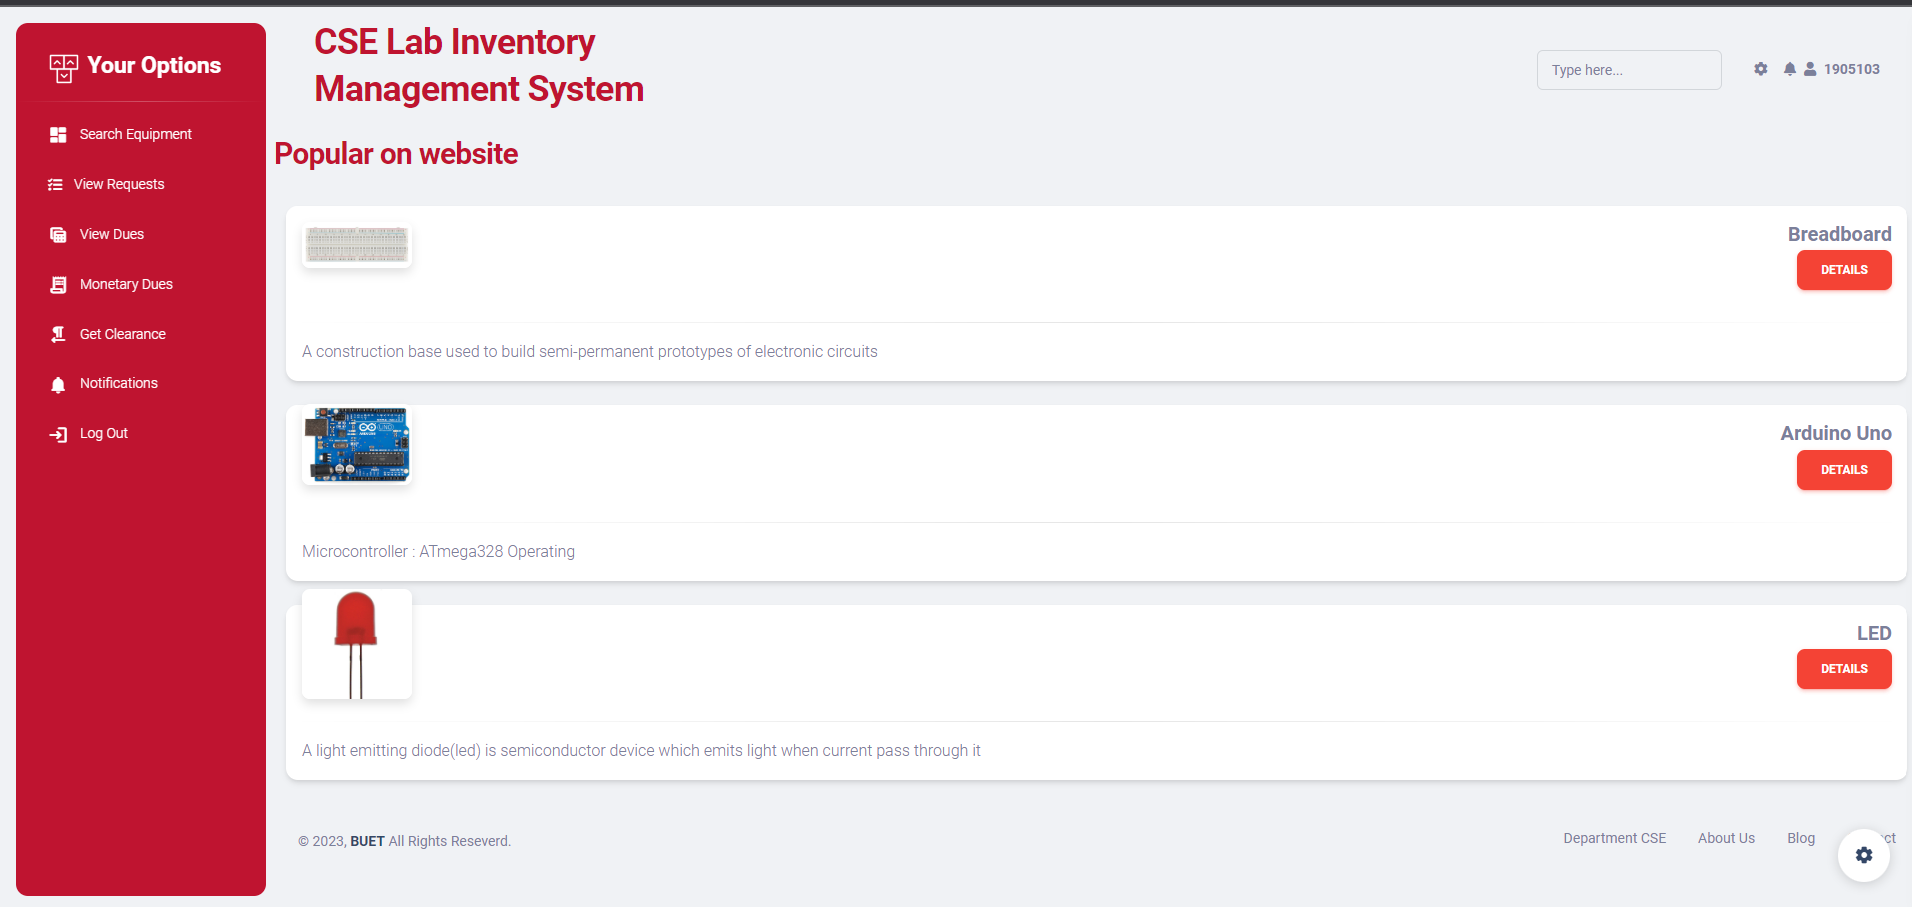 Your Options
Search Equipment
View Requests
View Dues
Monetary Dues
Get Clearance
Notifications
Log Out
CSE Lab Inventory
Management System
Type here...
1905103
Popular on website
Breadboard
DETAILS
A construction base used to build semi-permanent prototypes of electronic circuits
UNO
Arduino Uno
DETAILS
Microcontroller : ATmega328 Operating
LED
DETAILS
A light emitting diode(led) is semiconductor device which emits light when current pass through it
© 2023, BUET All Rights Reseverd.
Department CSE
About Us
Blog